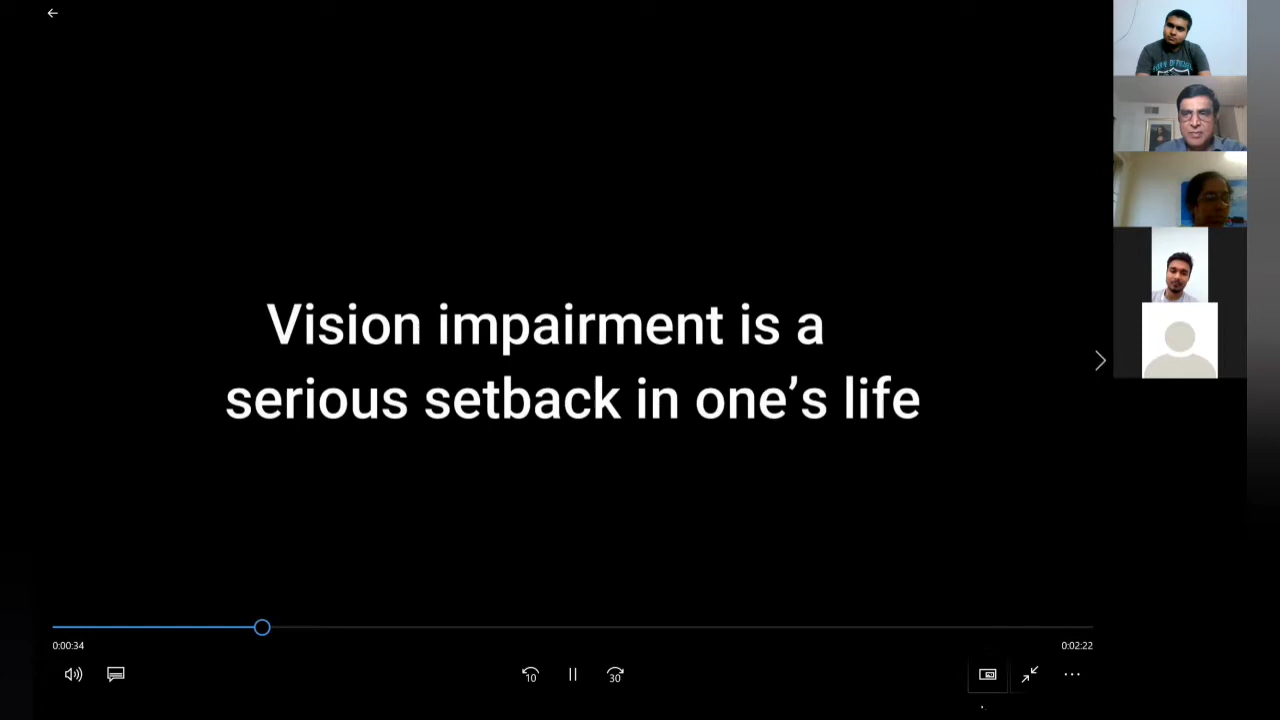 Vision impairment is a
serious setback in one’s life
0:00:34
0:02:22
10
30